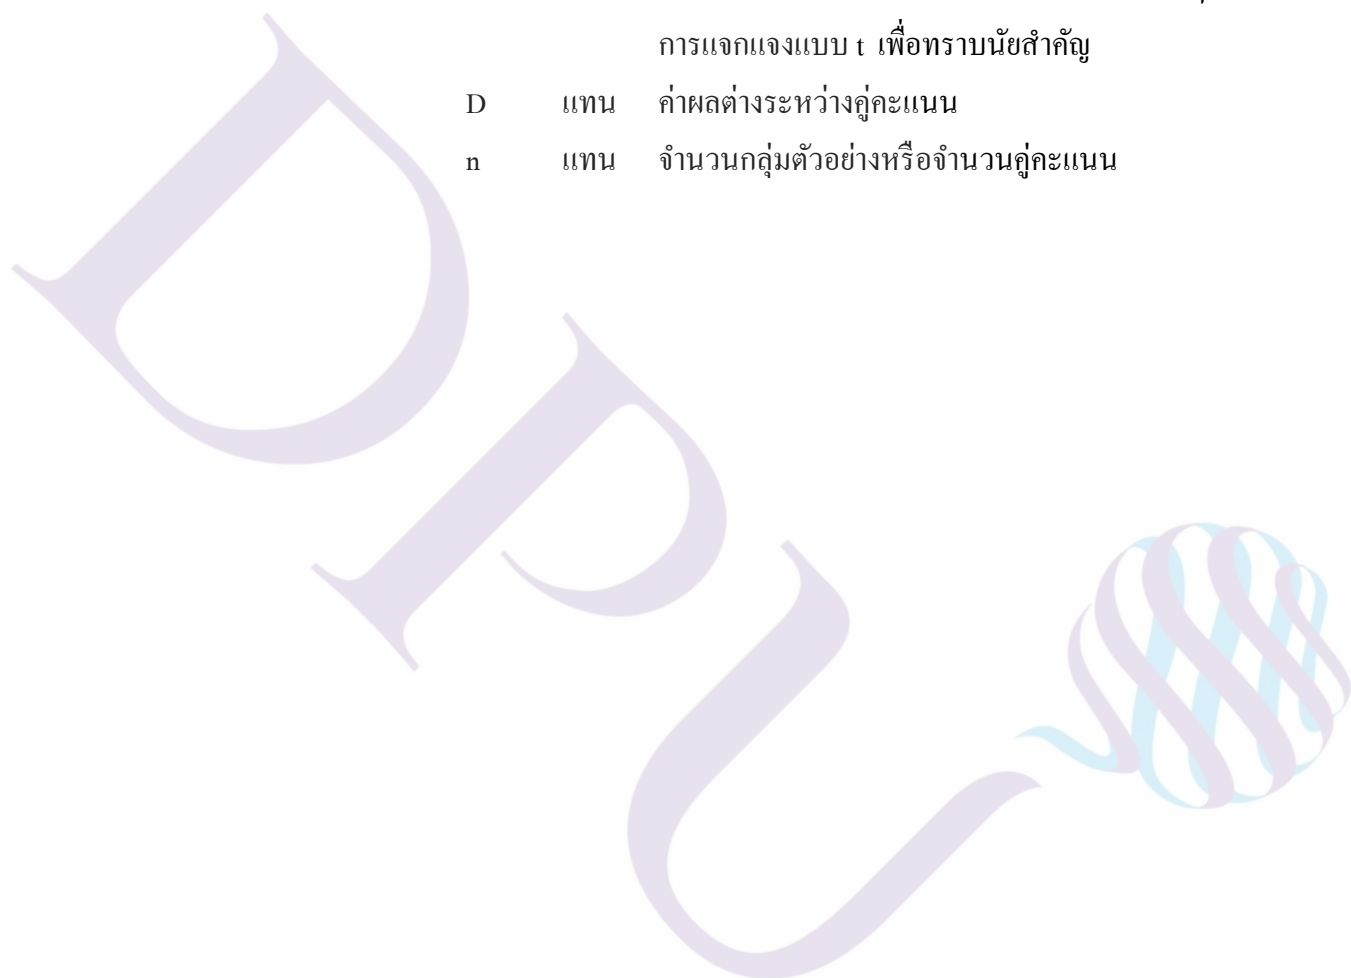 การแจกแจงแบบ t เพื่อทราบนัยสำคัญ
D แทน ค่าผลต่างระหว่างคู่คะแนน
n แทน จำนวนกลุ่มตัวอย่างหรือจำนวนคู่คะแนน
DPU